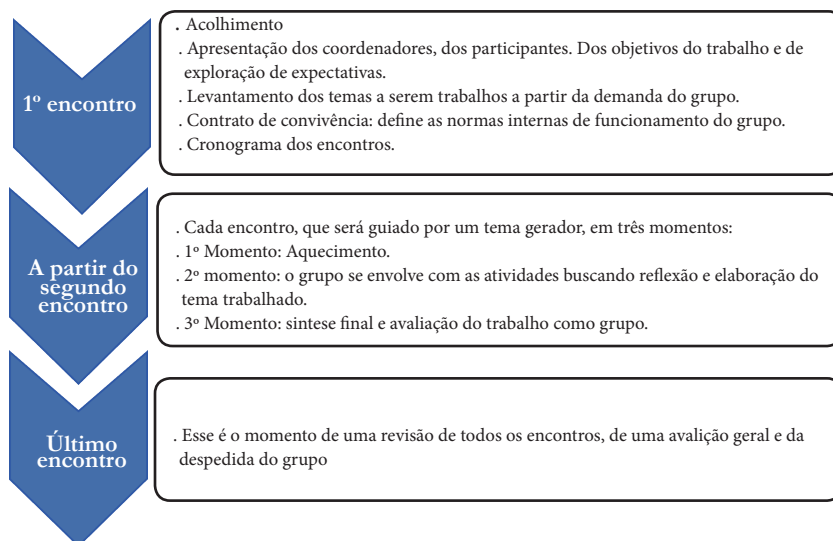 1º encontro
. Acolhimento
. Apresentação dos coordenadores, dos participantes. Dos objetivos do trabalho e de
exploração de expectativas.
. Levantamento dos temas a serem trabalhos a partir da demanda do grupo.
. Contrato de convivência: define as normas internas de funcionamento do grupo.
. Cronograma dos encontros.
A partir do
segundo
encontro
. Cada encontro, que será guiado por um tema gerador, em três momentos:
. 1º Momento: Aquecimento.
. 2º momento: o grupo se envolve com as atividades buscando reflexão e elaboração do
tema trabalhado.
. 3º Momento: sintese final e avaliação do trabalho como grupo.
Último
encontro
. Esse é o momento de uma revisão de todos os encontros, de uma avalição geral e da
despedida do grupo